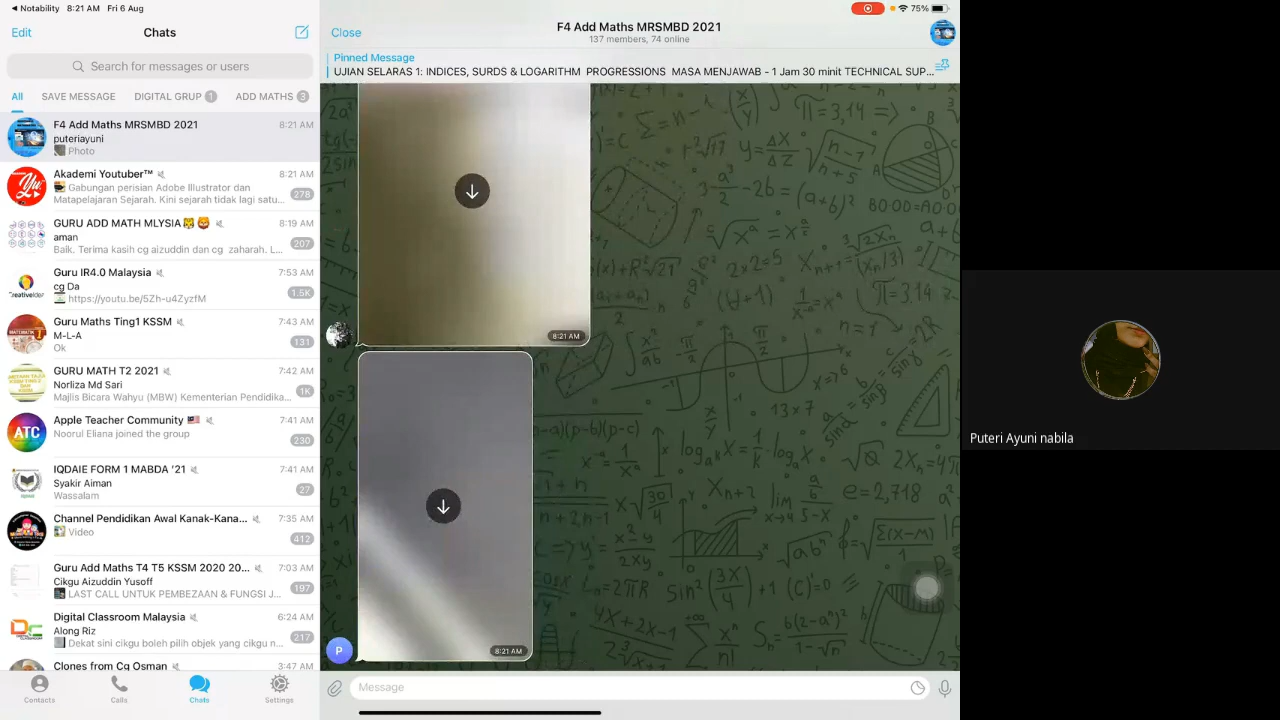 Notability 8:21 AM Fri 6 Aug
75%
Edit
Chats
Search for messages or users
All SAVE MESSAGE DIGITAL GRUP 1 ADD MATHS 3
F4 Add Maths MRSMBD 2021 8:21 AM
puteriayuni
Photo
Akademi Youtuber™ 8:21 AM
Gabungan perisian Adobe Illustrator dan
Matapelajaran Sejarah. Kini sejarah tidak lagi satu... 278
GURU ADD MATH MLYSIA🐯🦁 8:19 AM
aman
Baik. Terima kasih cg aizuddin dan cg zaharah. L... 207
Guru IR4.0 Malaysia 7:53 AM
cg Da
https://youtu.be/5Zh-u4ZyzfM 1.5K
Guru Maths Ting1 KSSM 7:43 AM
M-L-A
Ok 131
GURU MATH T2 2021 7:42 AM
Norliza Md Sari
Majlis Bicara Wahyu (MBW) Kementerian Pendidika... 1K
Apple Teacher Community 🇲🇾 7:41 AM
Noorul Eliana joined the group 230
ATC
IQDAIE FORM 1 MABDA '21 7:41 AM
Syakir Aiman
Wassalam 27
Channel Pendidikan Awal Kanak-Kana... 7:35 AM
Video 412
Guru Add Maths T4 T5 KSSM 2020 20... 7:03 AM
Cikgu Aizuddin Yusoff
LAST CALL UNTUK PEMBEZAAN & FUNGSI J... 197
Digital Classroom Malaysia 6:24 AM
Along Riz
Dekat sini cikgu boleh pilih objek yang cikgu n... 217
Clones from Cg Osman 3:47 AM
Contacts Calls Chats Settings
Close
F4 Add Maths MRSMBD 2021
137 members, 74 online
Pinned Message
UJIAN SELARAS 1: INDICES, SURDS & LOGARITHM PROGRESSIONS MASA MENJAWAB - 1 Jam 30 minit TECHNICAL SUP...
8:21 AM
8:21 AM
P
Message
Puteri Ayuni nabila